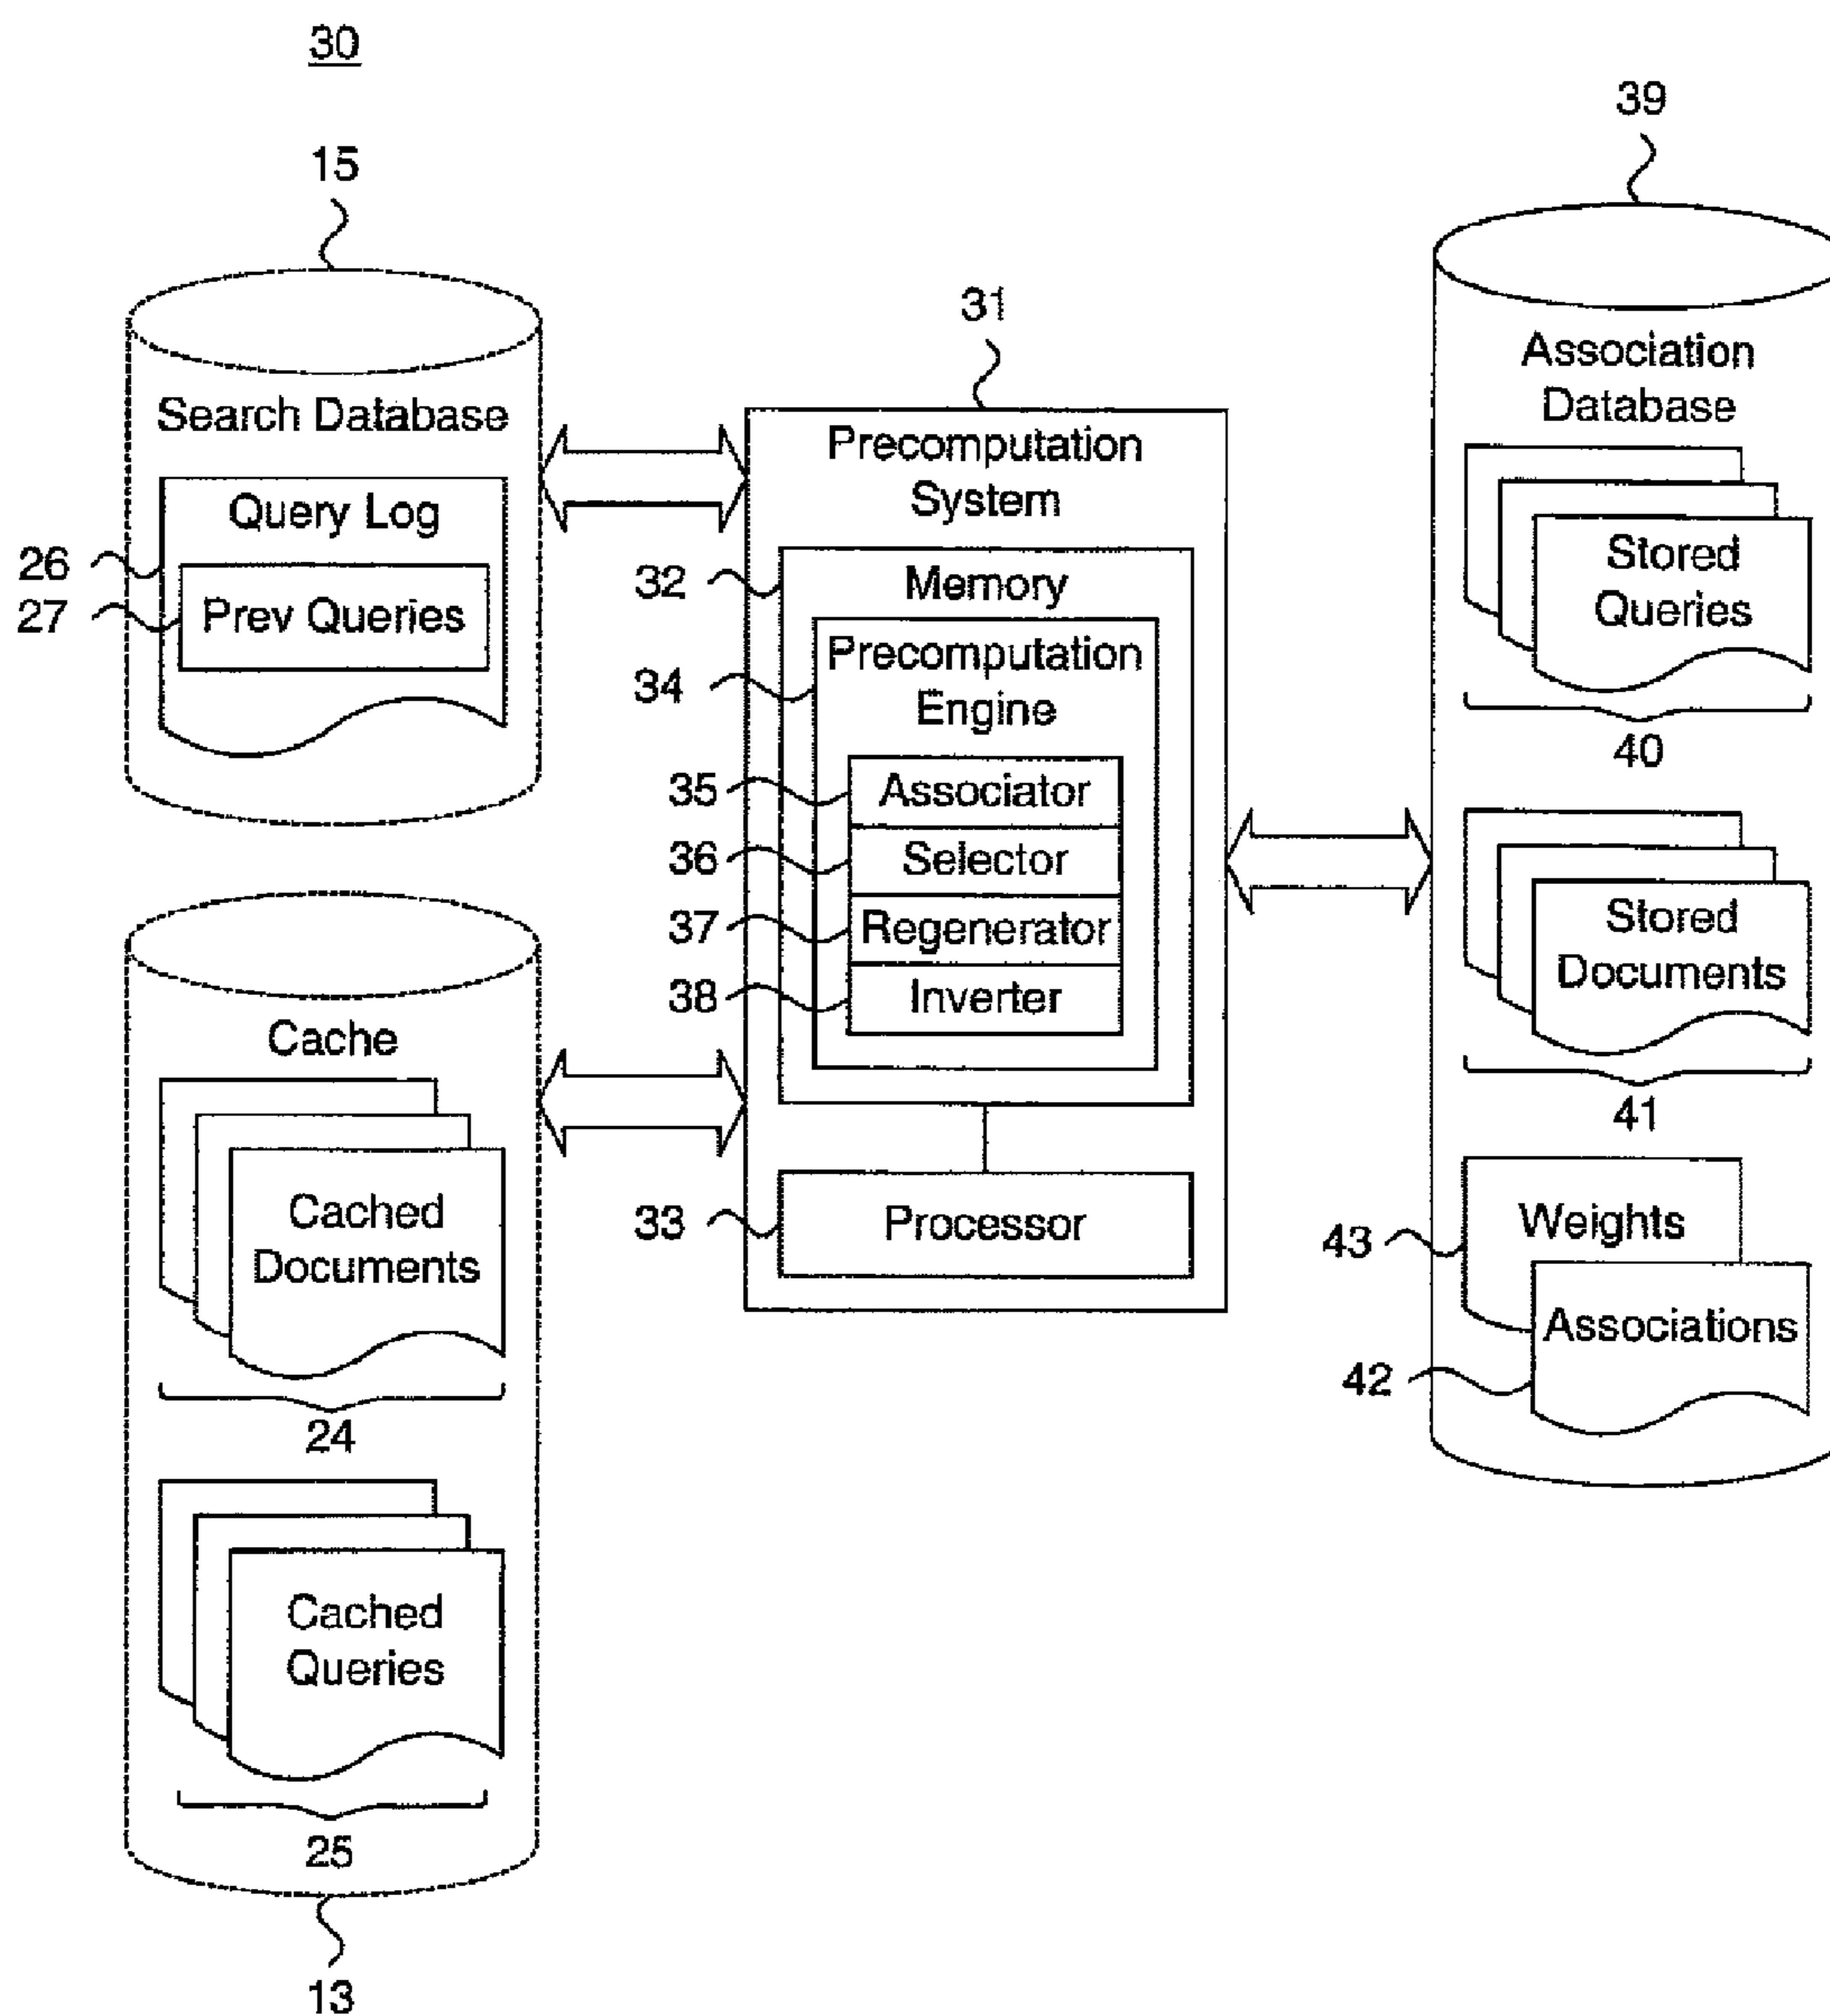 30
15
Search Database
Query Log
26
27
Prev Queries
Cache
Cached
Documents
24
Cached
Queries
25
13
31
Precomputation
System
32
Memory
34
Precomputation
Engine
35
Associator
36
Selector
37
Regenerator
38
Inverter
33
Processor
39
Association
Database
Stored
Queries
40
Stored
Documents
41
43
Weights
42
Associations